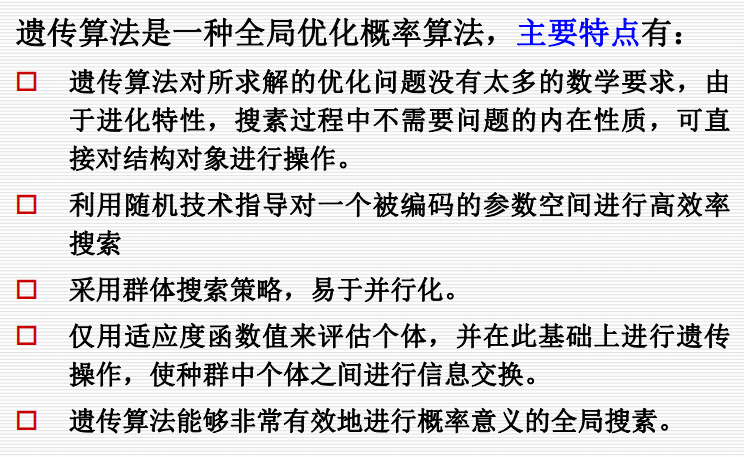 遗传算法是一种全局优化概率算法，主要特点有：
遗传算法对所求解的优化问题没有太多的数学要求，由
于进化特性，搜素过程中不需要问题的内在性质，可直
接对结构对象进行操作。
利用随机技术指导对一个被编码的参数空间进行高效率
搜索
采用群体搜索策略，易于并行化。
仅用适应度函数值来评估个体，并在此基础上进行遗传
操作，使种群中个体之间进行信息交换。
遗传算法能够非常有效地进行概率意义的全局搜素。